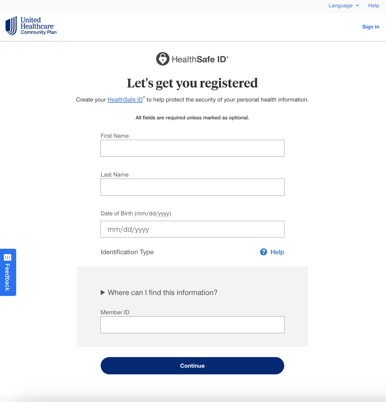 Language
Help
United
Healthcare
Community Plan
Sign in
HealthSafe ID®
Let's get you registered
Create your HealthSafe ID® to help protect the security of your personal health information.
All fields are required unless marked as optional.
First Name
Last Name
Date of Birth (mm/dd/yyyy)
mm/dd/yyyy
Identification Type
Help
Feedback
Where can I find this information?
Member ID
Continue